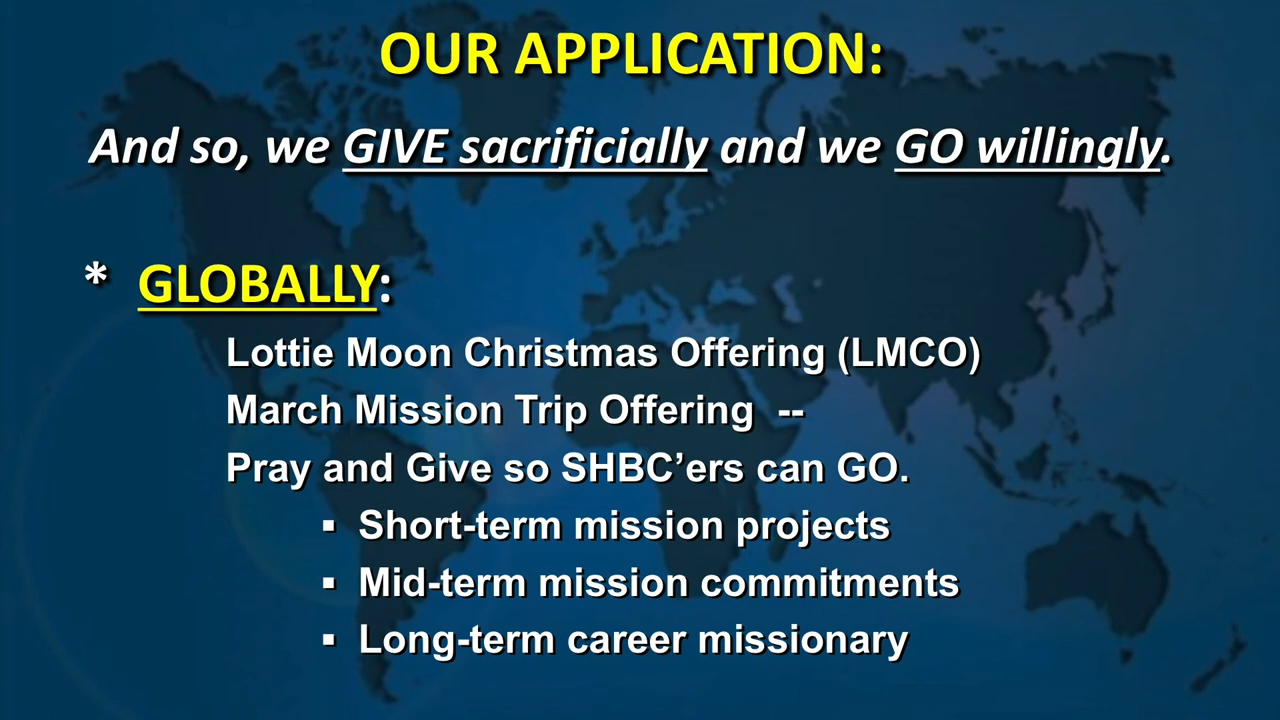 OUR APPLICATION:
And so, we GIVE sacrificially and we GO willingly.
* GLOBALLY:
Lottie Moon Christmas Offering (LMCO)
March Mission Trip Offering --
Pray and Give so SHBC’ers can GO.
▪ Short-term mission projects
▪ Mid-term mission commitments
▪ Long-term career missionary